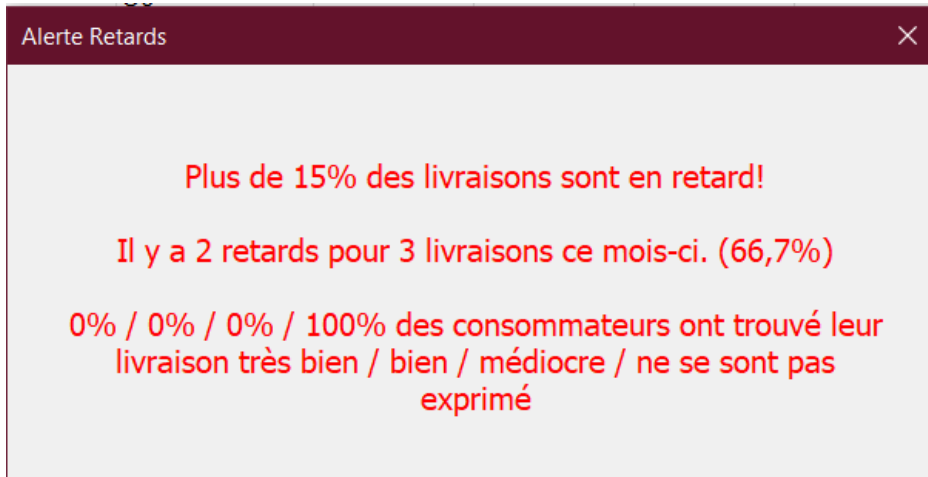 Alerte Retards
Plus de 15% des livraisons sont en retard!
Il y a 2 retards pour 3 livraisons ce mois-ci. (66,7%)
0% / 0% / 0% / 100% des consommateurs ont trouvé leur
livraison très bien / bien / médiocre / ne se sont pas
exprimé